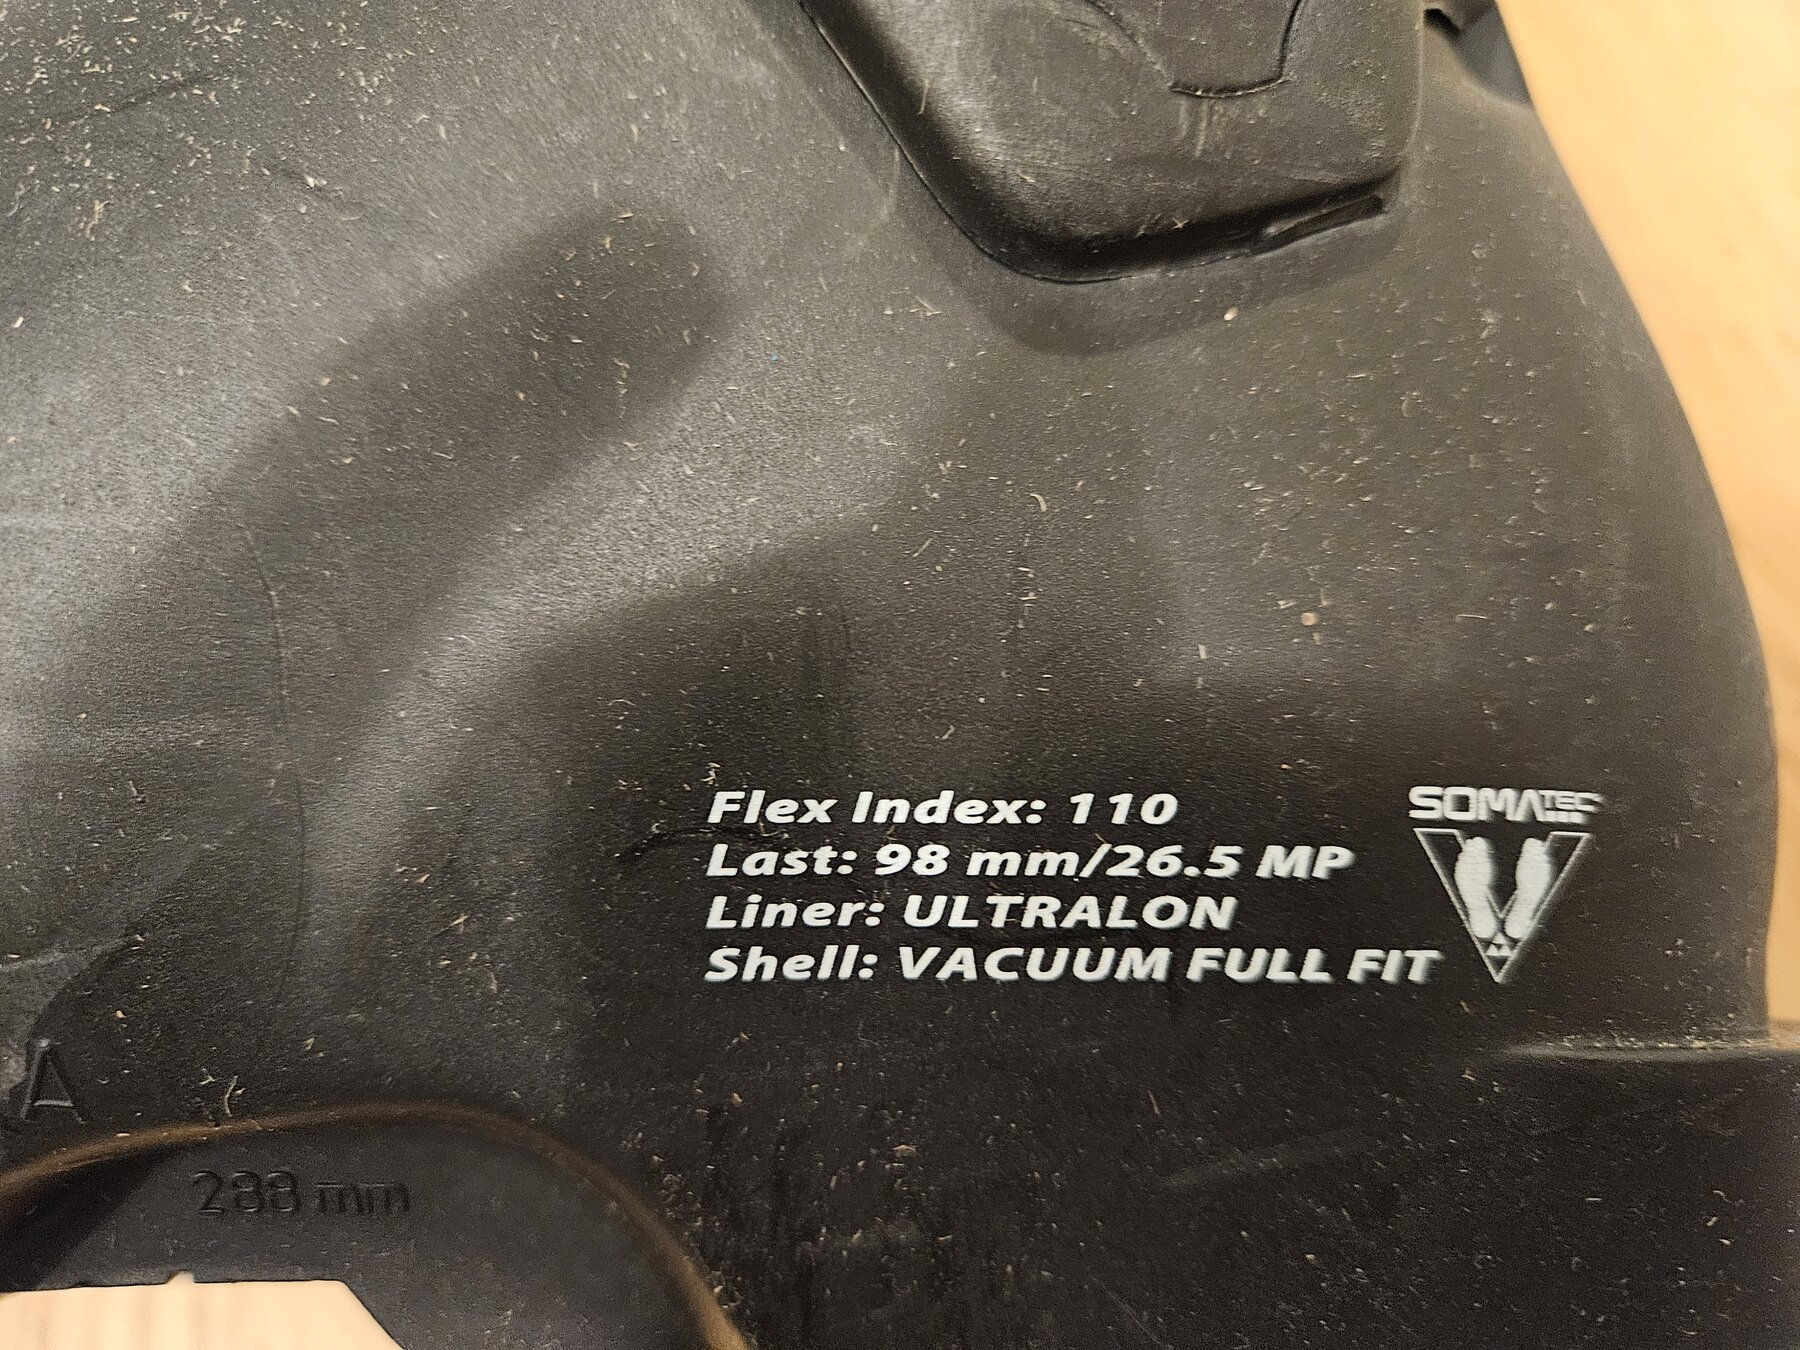 Flex Index: 110
Last: 98 mm/26.5 MP
Liner: ULTRALON
Shell: VACUUM FULL FIT
SOMATEC
A
288 mm